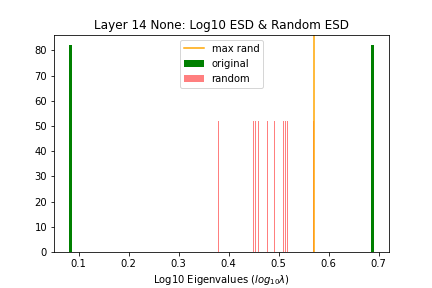 Layer 14 None: Log10 ESD & Random ESD
max rand
original
random
80
70
60
50
40
30
20
10
0
0.1 0.2 0.3 0.4 0.5 0.6 0.7
Log10 Eigenvalues (log₁₀λ)